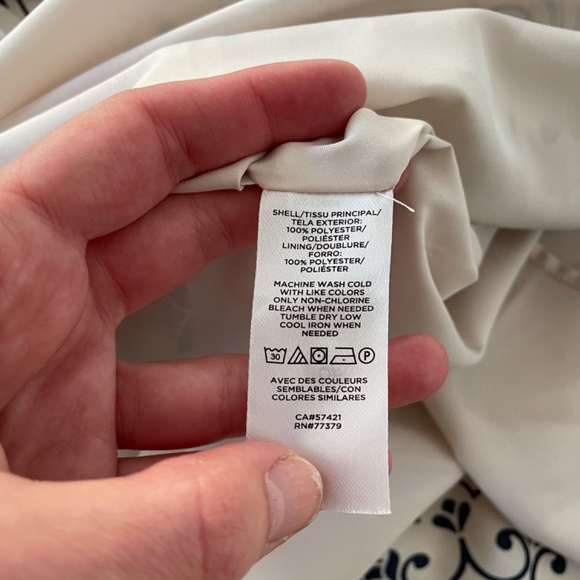 SHELL/TISSU PRINCIPAL/
TELA EXTERIOR:
100% POLYESTER/
POLIÉSTER
LINING/DOUBLURE/
FORRO:
100% POLYESTER/
POLIÉSTER
MACHINE WASH COLD
WITH LIKE COLORS
ONLY NON-CHLORINE
BLEACH WHEN NEEDED
TUMBLE DRY LOW
COOL IRON WHEN
NEEDED
30 P
AVEC DES COULEURS
SEMBLABLES/CON
COLORES SIMILARES
CA#57421
RN#77379